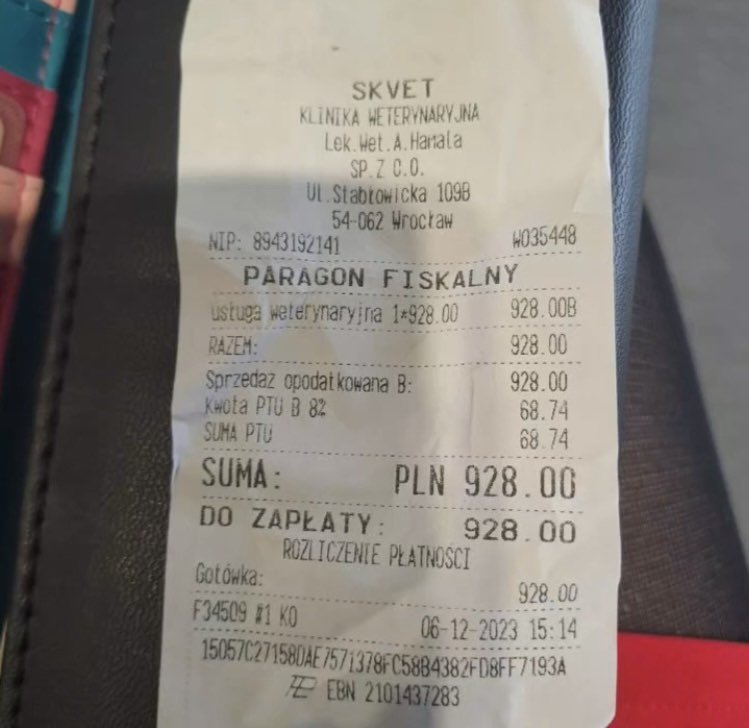 SKVET
KLINIKA WETERYNARYJNA
Lek.Wet.A.Hamala
SP.Z O.O.
Ul.Stabłowicka 109B
54-062 Wrocław
NIP: 8943192141 W035448
PARAGON FISKALNY
usługa weterynaryjna 1*928.00 928.00B
RAZEM: 928.00
Sprzedaż opodatkowana B: 928.00
Kwota PTU B 8% 68.74
SUMA PTU 68.74
SUMA: PLN 928.00
DO ZAPŁATY: 928.00
ROZLICZENIE PŁATNOŚCI
Gotówka: 928.00
F34509 #1 KO 06-12-2023 15:14
15057C27158DAE7571378FC58B4382FD8FF7193A
EBN 2101437283